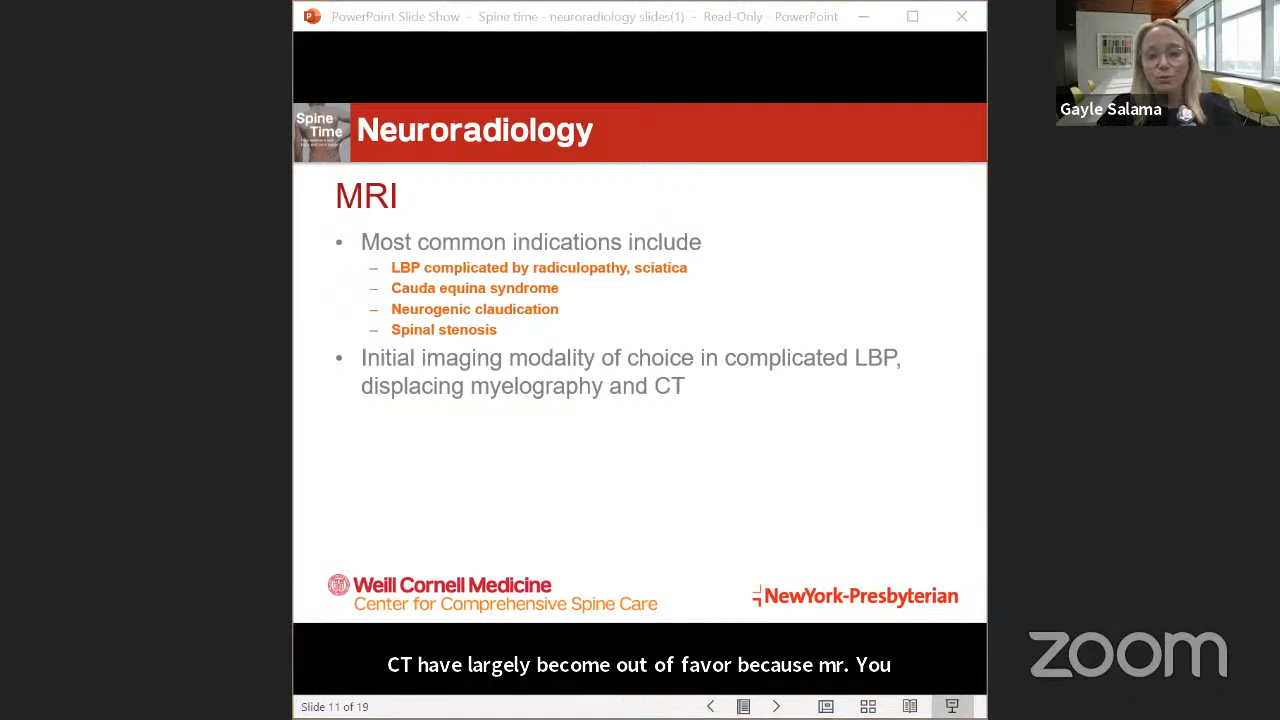 PowerPoint Slide Show - Spine time - neuroradiology slides(1) - Read-Only - PowerPoint
Gayle Salama
Spine
Time
Neuroradiology
MRI
• Most common indications include
– LBP complicated by radiculopathy, sciatica
– Cauda equina syndrome
– Neurogenic claudication
– Spinal stenosis
• Initial imaging modality of choice in complicated LBP,
displacing myelography and CT
Weill Cornell Medicine
Center for Comprehensive Spine Care
NewYork-Presbyterian
CT have largely become out of favor because mr. You
zoom
Slide 11 of 19